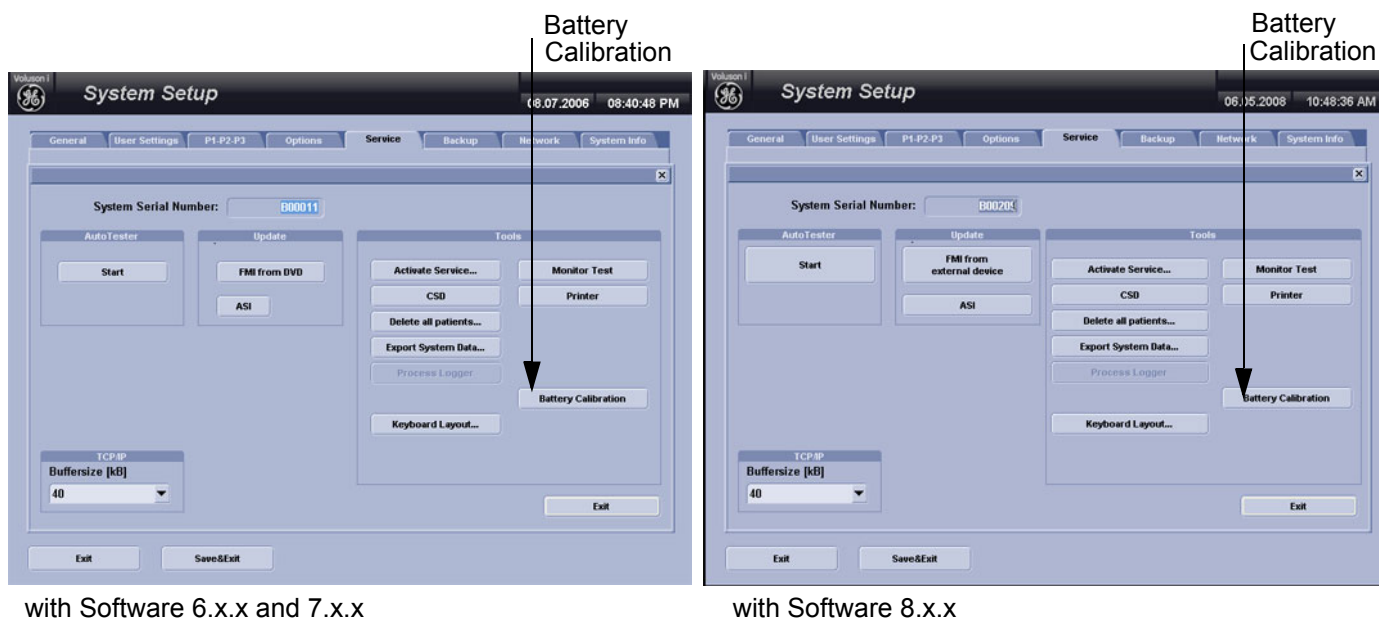 Battery
Calibration
Voluson i
System Setup
08.07.2006 08:40:48 PM
General User Settings P1-P2-P3 Options Service Backup Network System Info
System Serial Number: B00011
AutoTester Update Tools
Start FMI from DVD Activate Service... Monitor Test
ASI CSD Printer
Delete all patients...
Export System Data...
Process Logger
Battery Calibration
Keyboard Layout...
TCP/IP
Buffersize [kB]
40
Exit
Exit Save&Exit
with Software 6.x.x and 7.x.x
Battery
Calibration
Voluson i
System Setup
06.05.2008 10:48:36 AM
General User Settings P1-P2-P3 Options Service Backup Network System Info
System Serial Number:
AutoTester Update Tools
Start FMI from
external device Activate Service... Monitor Test
ASI CSD Printer
Delete all patients...
Export System Data...
Process Logger
Battery Calibration
Keyboard Layout...
TCP/IP
Buffersize [kB]
40
Exit
Exit Save&Exit
with Software 8.x.x